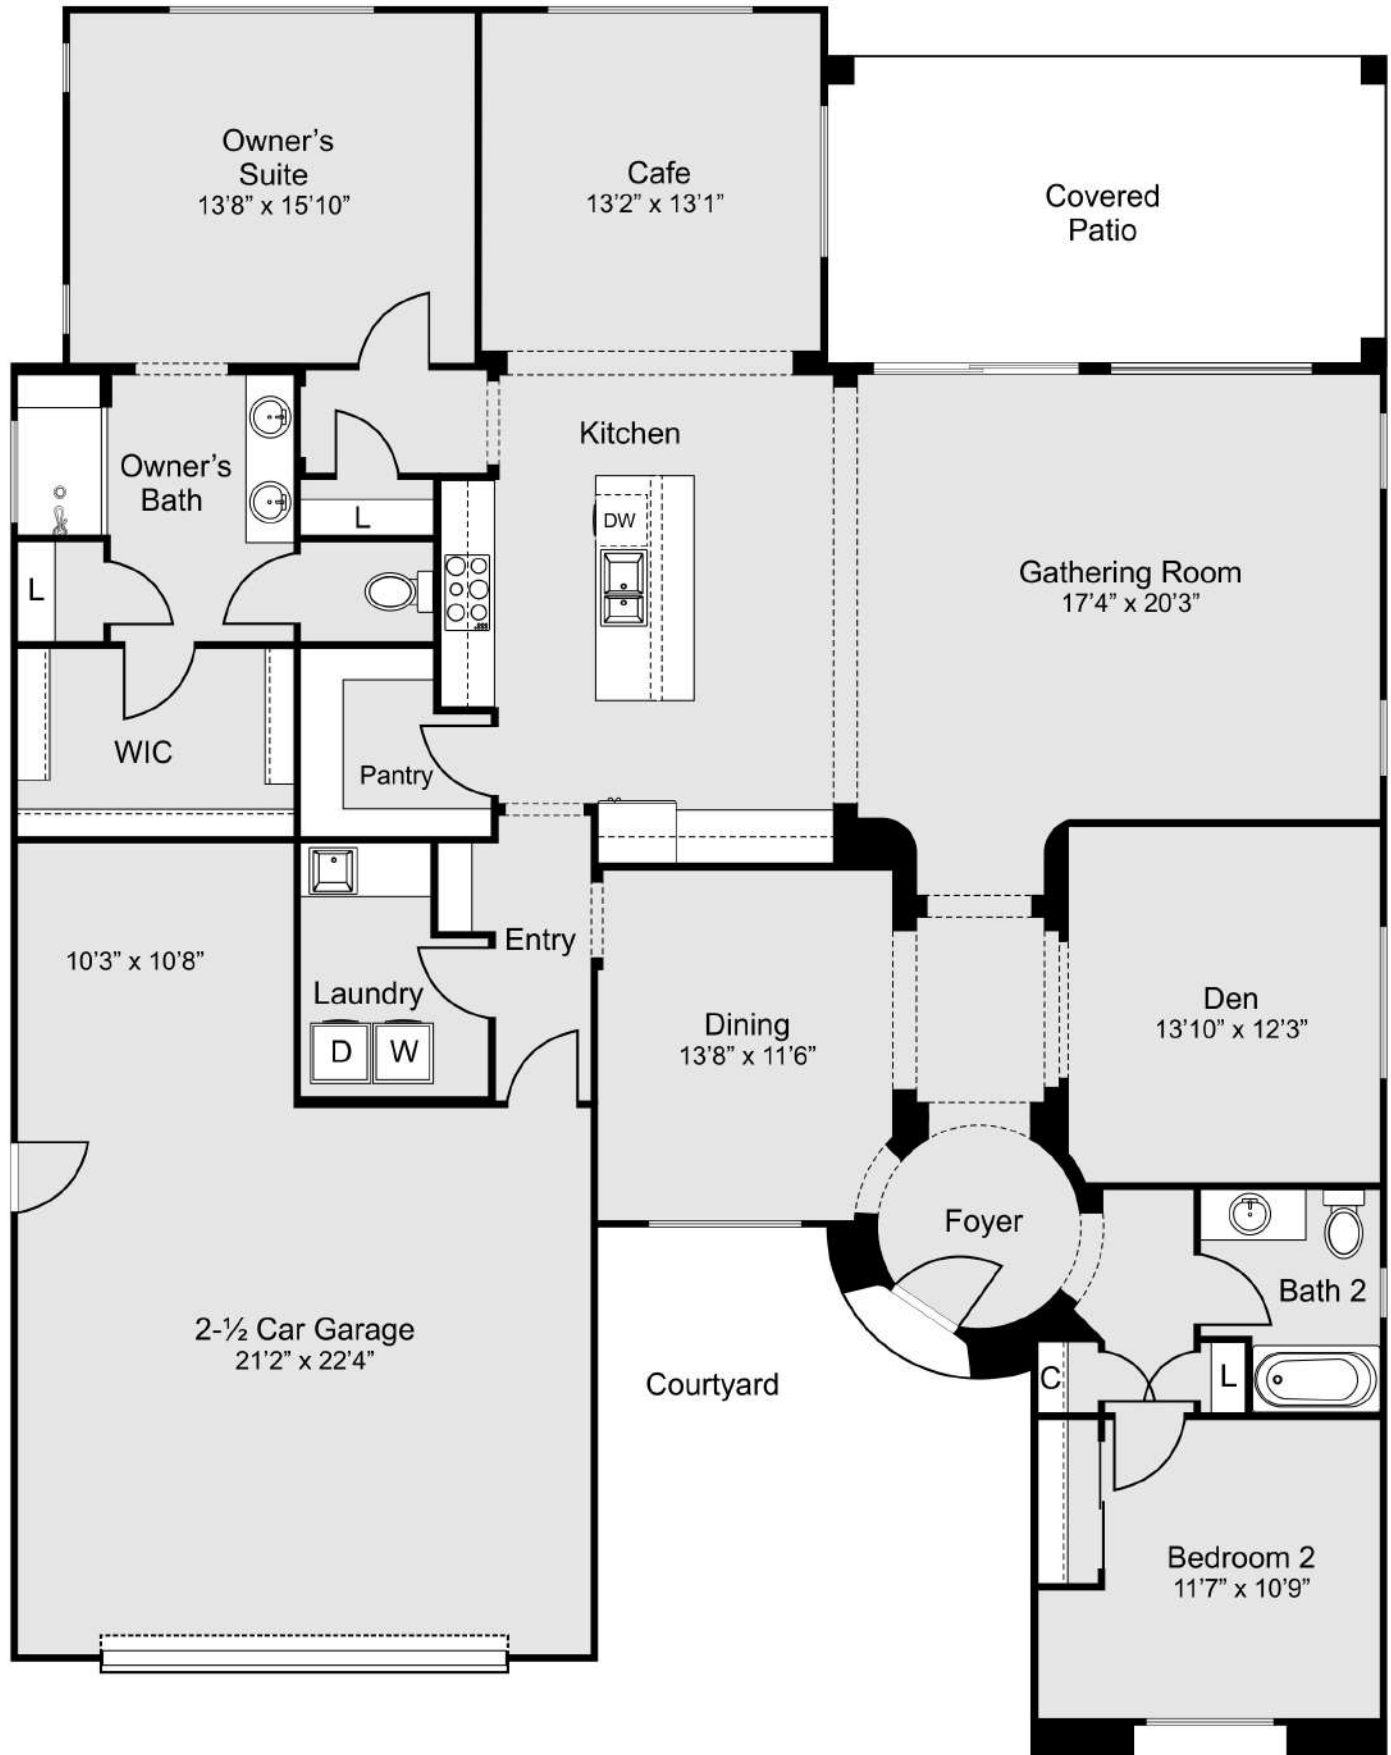 Owner's
Suite
13'8" x 15'10"
Cafe
13'2" x 13'1"
Covered
Patio
Kitchen
Owner's
Bath
L
DW
L
Gathering Room
17'4" x 20'3"
WIC
Pantry
10'3" x 10'8"
Entry
Laundry
D
W
Dining
13'8" x 11'6"
Den
13'10" x 12'3"
Foyer
Bath 2
2-½ Car Garage
21'2" x 22'4"
Courtyard
C
L
Bedroom 2
11'7" x 10'9"